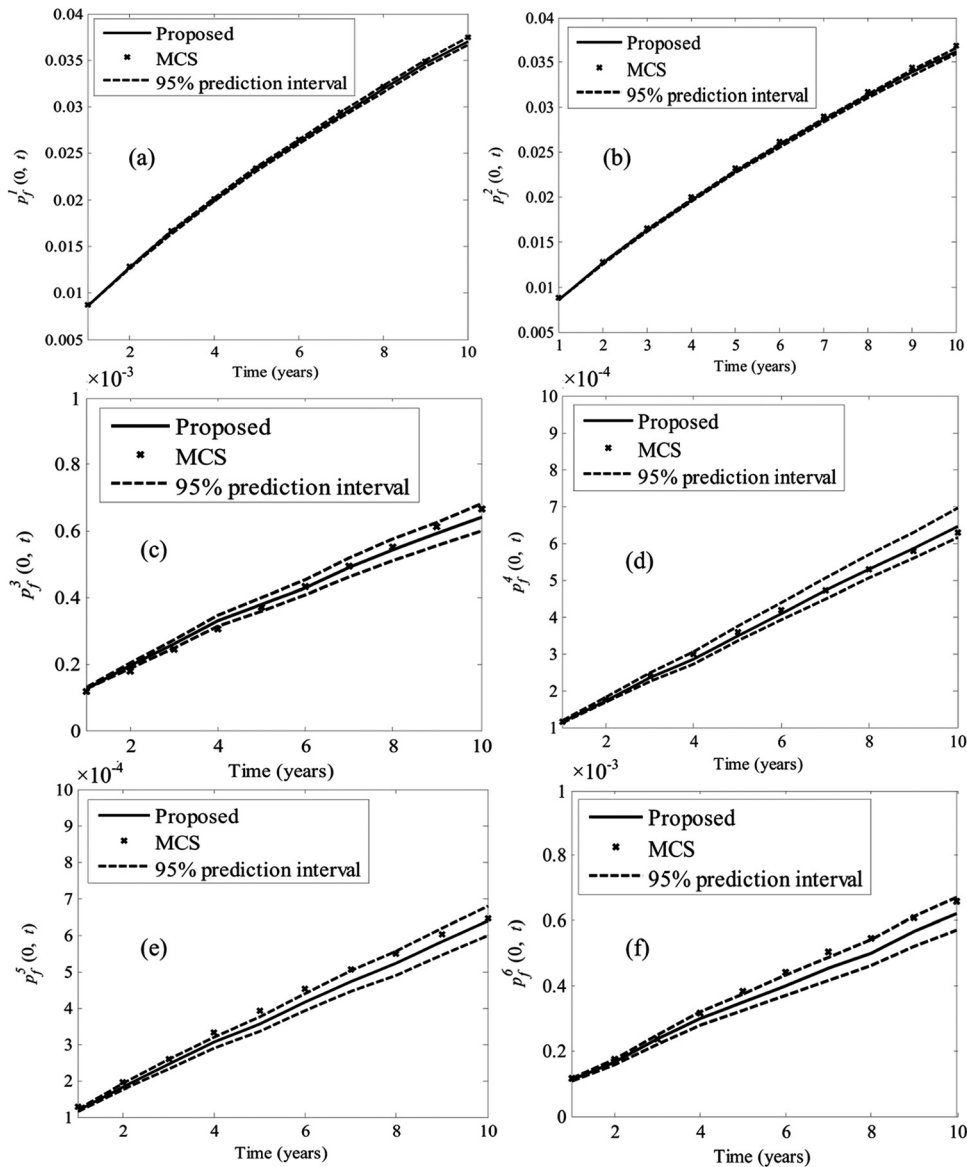 0.04
0.035
0.03
0.025
0.02
0.015
0.01
0.005
Proposed
MCS
95% prediction interval
(a)
p_f^1 (0, t)
2 4 6 8 10
Time (years)
0.04
0.035
0.03
0.025
0.02
0.015
0.01
0.005
Proposed
MCS
95% prediction interval
(b)
p_f^2 (0, t)
1 2 3 4 5 6 7 8 9 10
Time (years)
×10^-3
1
0.8
0.6
0.4
0.2
0
Proposed
MCS
95% prediction interval
(c)
p_f^3 (0, t)
2 4 6 8 10
Time (years)
×10^-4
10
9
8
7
6
5
4
3
2
1
Proposed
MCS
95% prediction interval
(d)
p_f^4 (0, t)
2 4 6 8 10
Time (years)
×10^-4
10
9
8
7
6
5
4
3
2
1
Proposed
MCS
95% prediction interval
(e)
p_f^5 (0, t)
2 4 6 8 10
Time (years)
×10^-3
1
0.8
0.6
0.4
0.2
0
Proposed
MCS
95% prediction interval
(f)
p_f^6 (0, t)
2 4 6 8 10
Time (years)